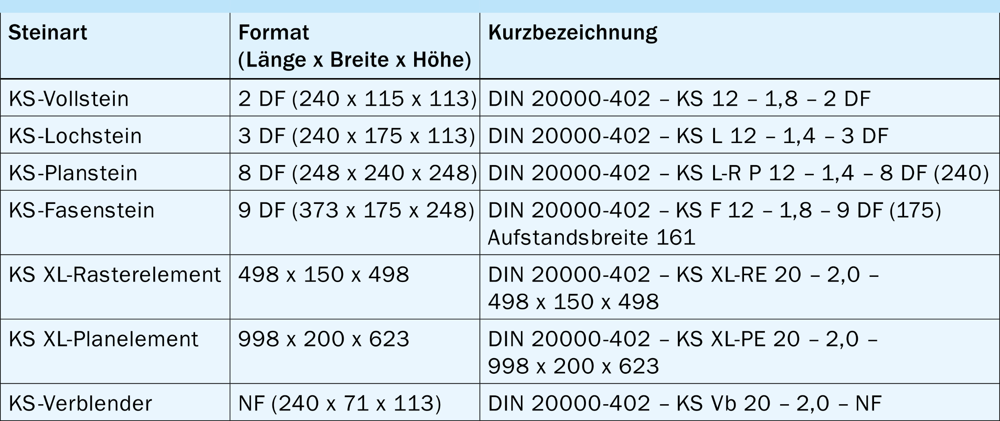 Steinart Format Kurzbezeichnung
(Länge x Breite x Höhe)
KS-Vollstein 2 DF (240 x 115 x 113) DIN 20000-402 – KS 12 – 1,8 – 2 DF
KS-Lochstein 3 DF (240 x 175 x 113) DIN 20000-402 – KS L 12 – 1,4 – 3 DF
KS-Planstein 8 DF (248 x 240 x 248) DIN 20000-402 – KS L-R P 12 – 1,4 – 8 DF (240)
KS-Fasenstein 9 DF (373 x 175 x 248) DIN 20000-402 – KS F 12 – 1,8 – 9 DF (175)
Aufstandsbreite 161
KS XL-Rasterelement 498 x 150 x 498 DIN 20000-402 – KS XL-RE 20 – 2,0 –
498 x 150 x 498
KS XL-Planelement 998 x 200 x 623 DIN 20000-402 – KS XL-PE 20 – 2,0 –
998 x 200 x 623
KS-Verblender NF (240 x 71 x 113) DIN 20000-402 – KS Vb 20 – 2,0 – NF